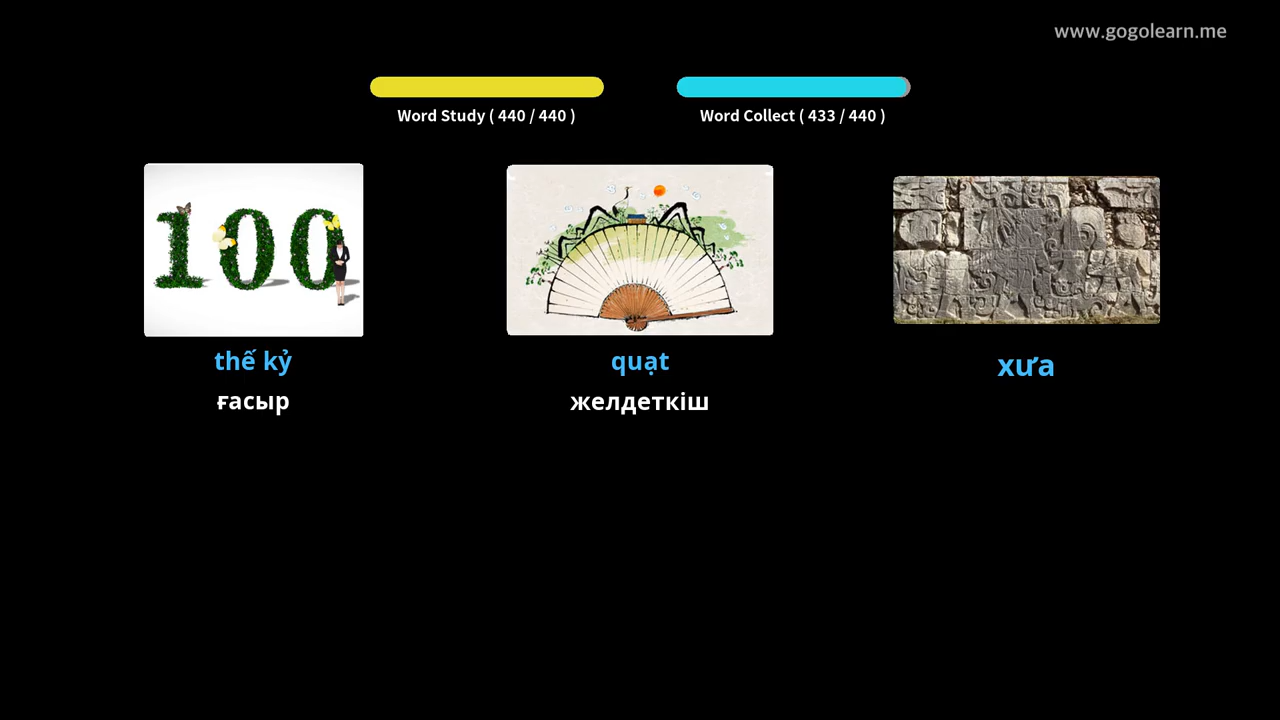 www.gogolearn.me
Word Study ( 440 / 440 )
Word Collect ( 433 / 440 )
100
thế kỷ
ғасыр
quạt
желдеткіш
xưa